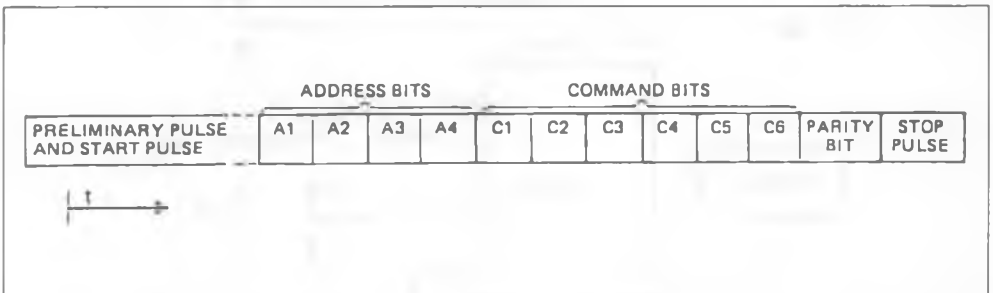 ADDRESS BITS COMMAND BITS
PRELIMINARY PULSE A1 A2 A3 A4 C1 C2 C3 C4 C5 C6 PARITY STOP
AND START PULSE BIT PULSE
t